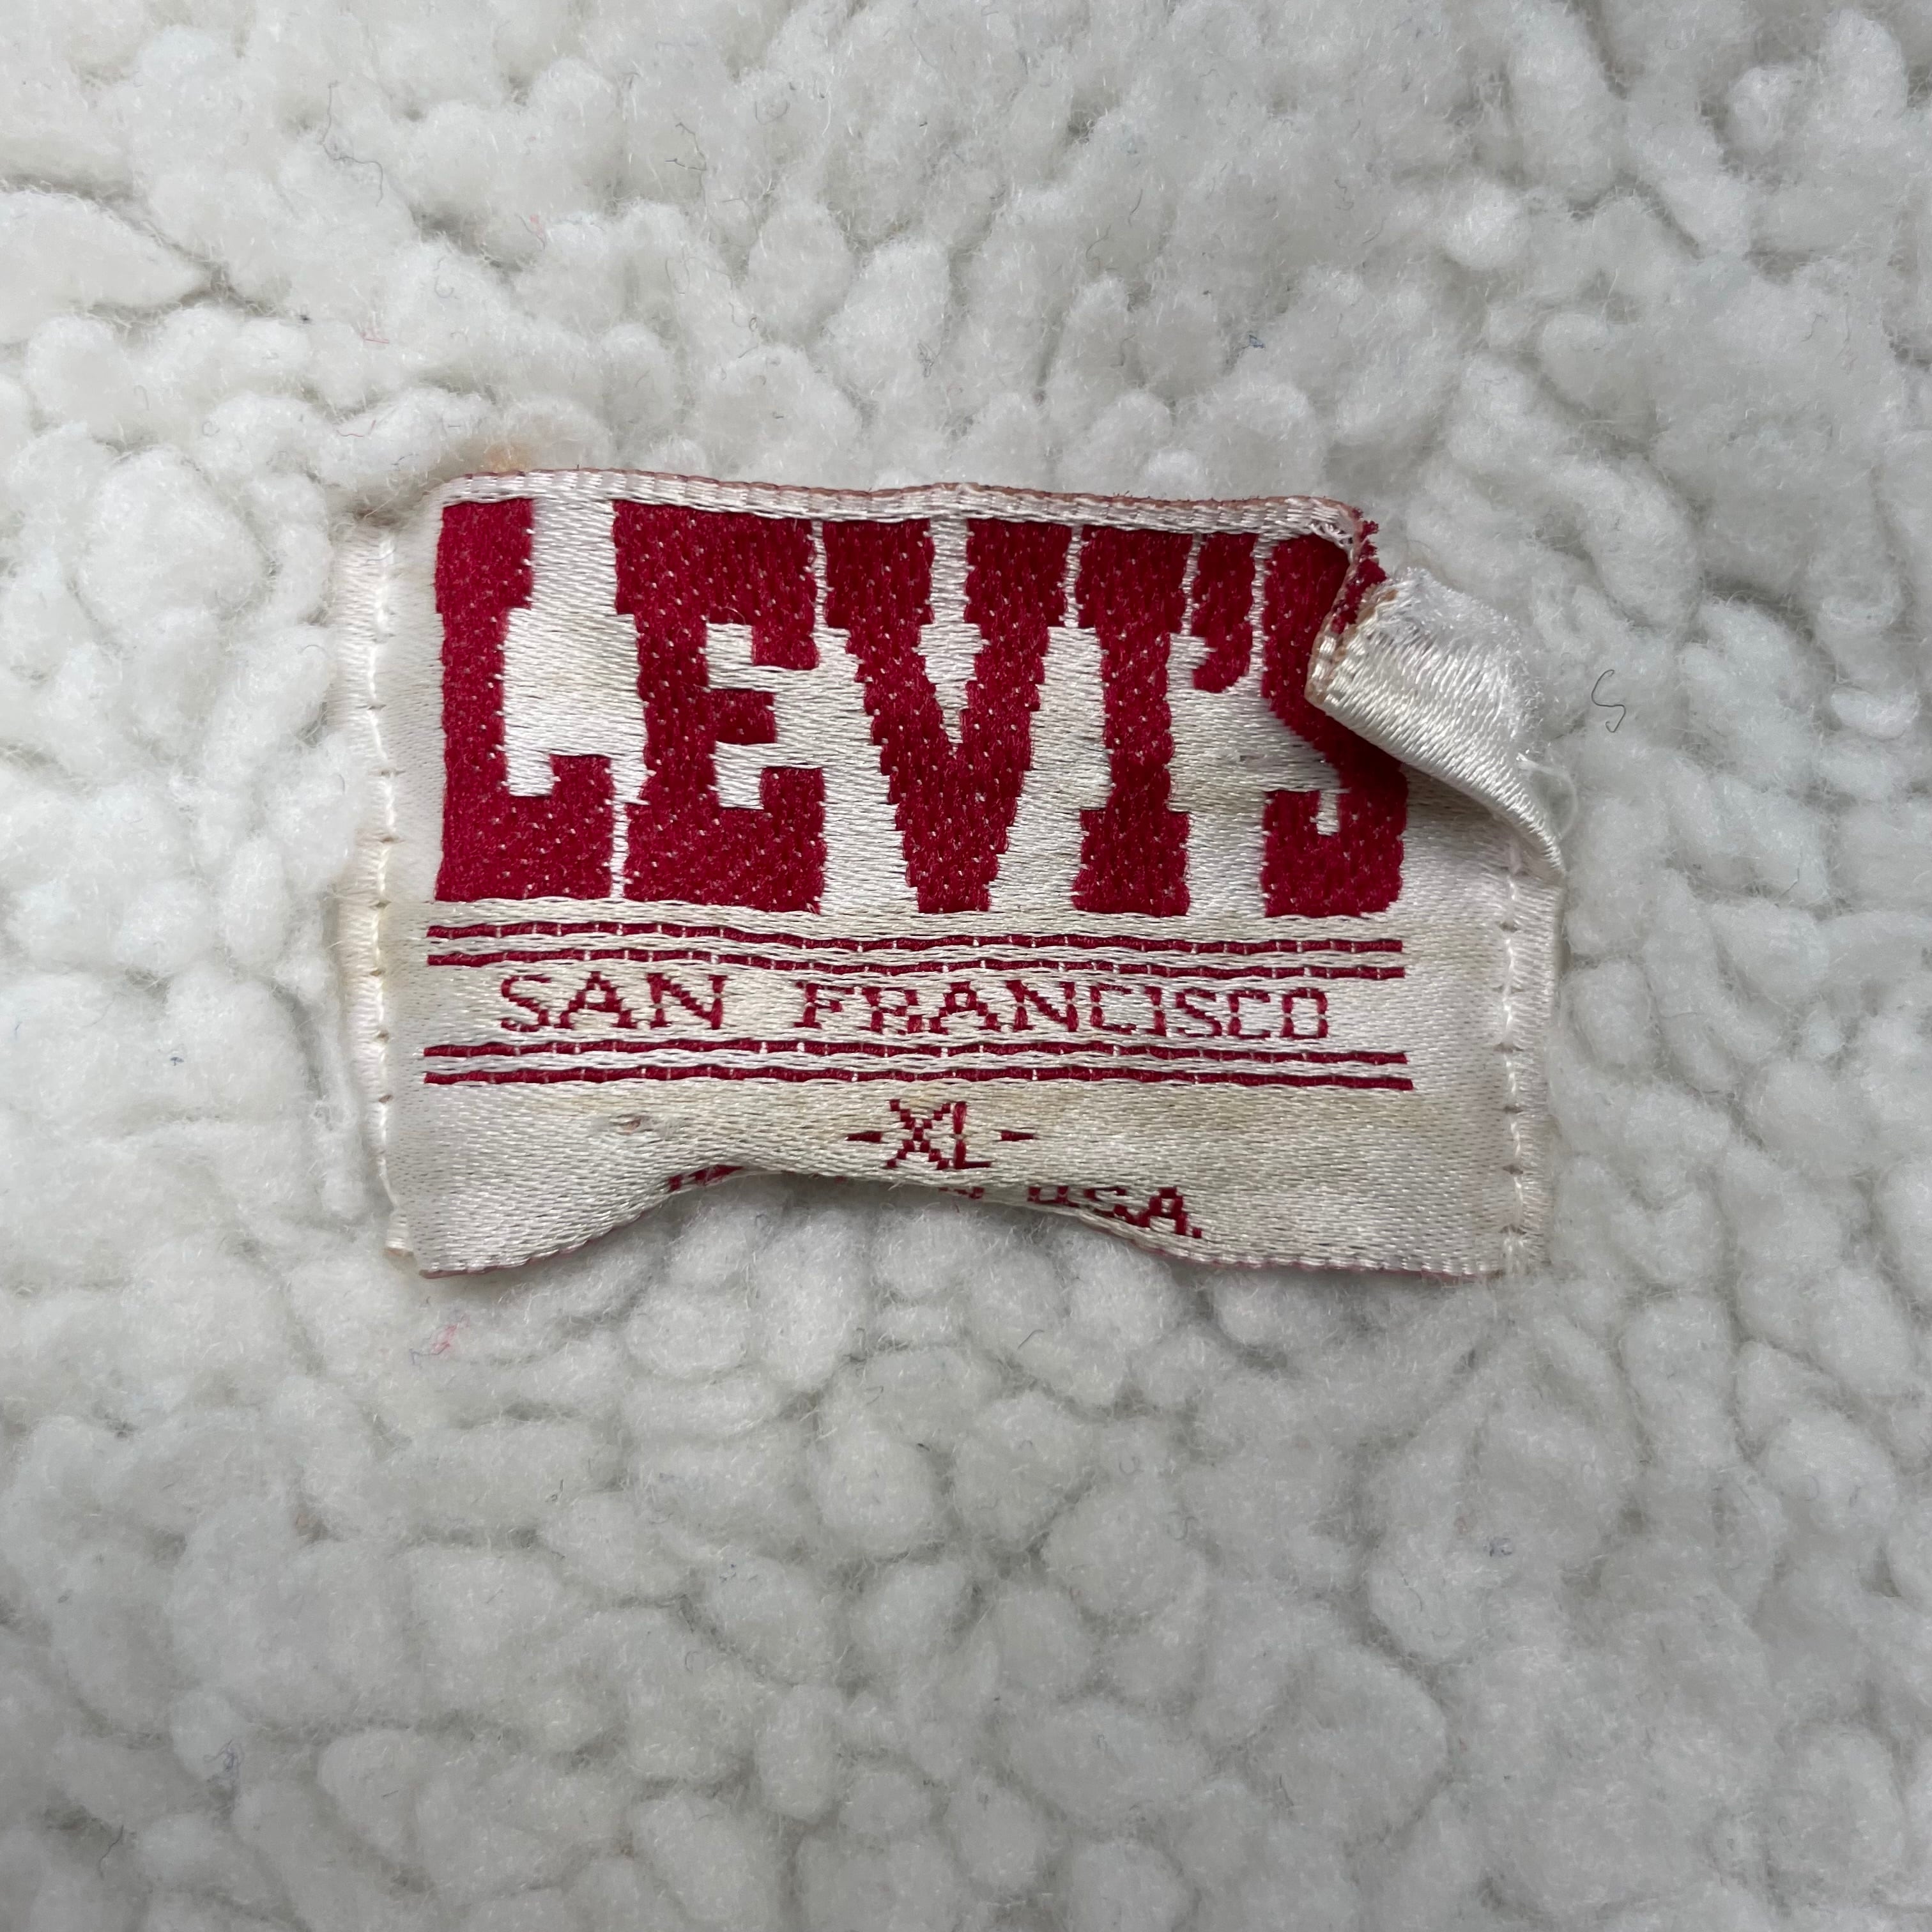 LEVI'S
SAN FRANCISCO
-XL-
U.S.A.